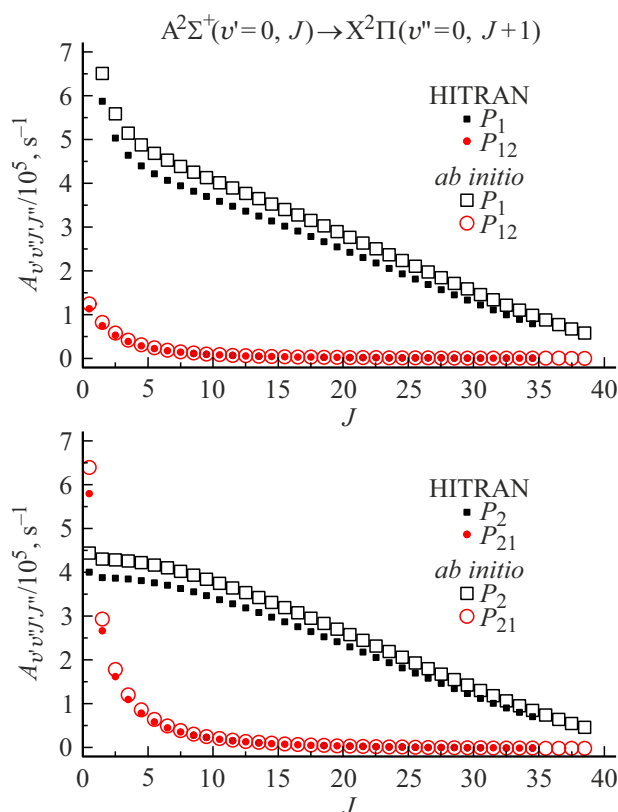 A²Σ⁺(υ'=0, J)→X²Π(υ''=0, J+1)
7
6
5
4
3
2
1
0
A_{υ'υ''J'J''}/10⁵, s⁻¹
HITRAN
P₁
P₁₂
ab initio
P₁
P₁₂
0 5 10 15 20 25 30 35 40
J
7
6
5
4
3
2
1
0
A_{υ'υ''J'J''}/10⁵, s⁻¹
HITRAN
P₂
P₂₁
ab initio
P₂
P₂₁
0 5 10 15 20 25 30 35 40
J